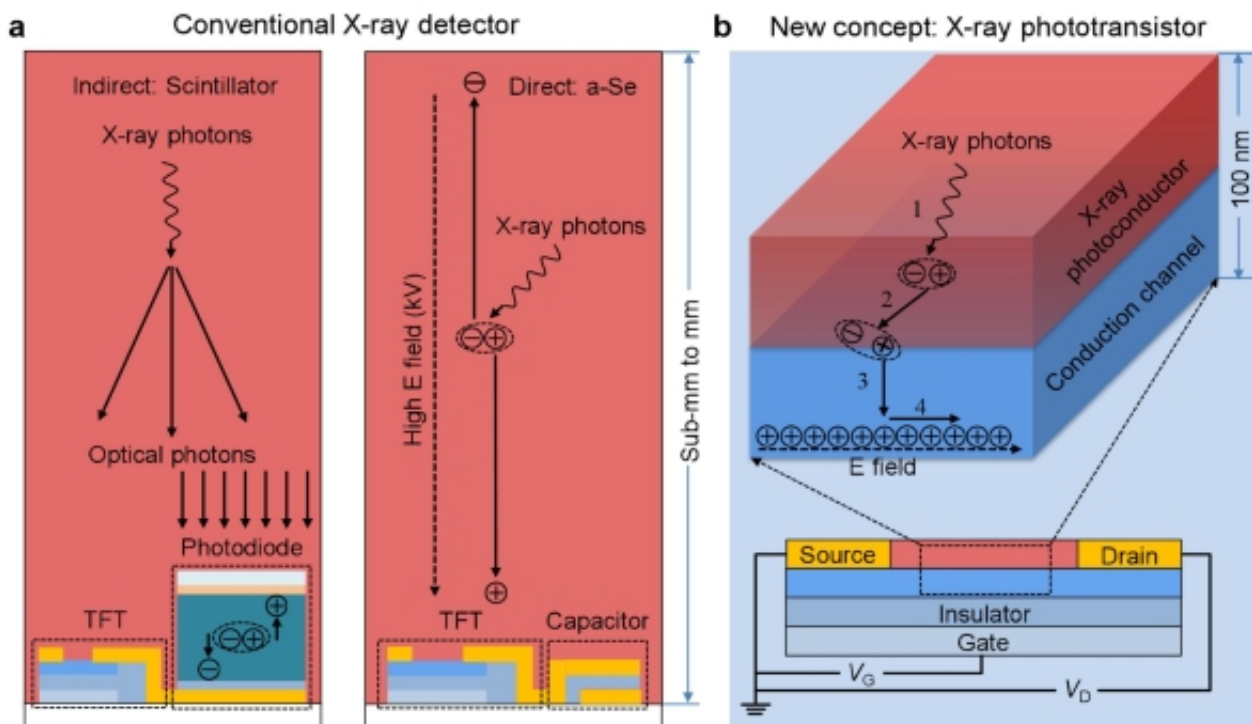 a
Conventional X-ray detector
Indirect: Scintillator
X-ray photons
Optical photons
Photodiode
TFT
Direct: a-Se
X-ray photons
High E field (kV)
TFT
Capacitor
Sub-mm to mm
b
New concept: X-ray phototransistor
X-ray photons
1
2
3
4
E field
X-ray
photoconductor
Conduction channel
100 nm
Source
Drain
Insulator
Gate
VG
VD